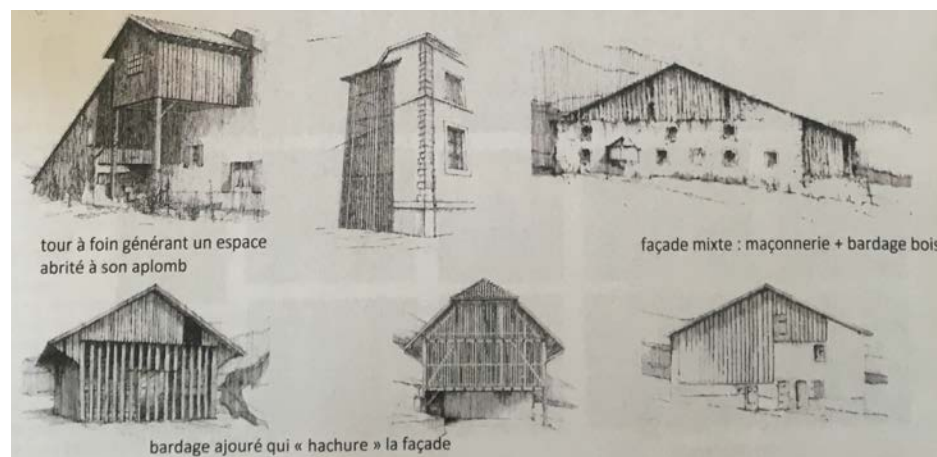 tour à foin générant un espace
abrité à son aplomb
façade mixte : maçonnerie + bardage bois
bardage ajouré qui « hachure » la façade